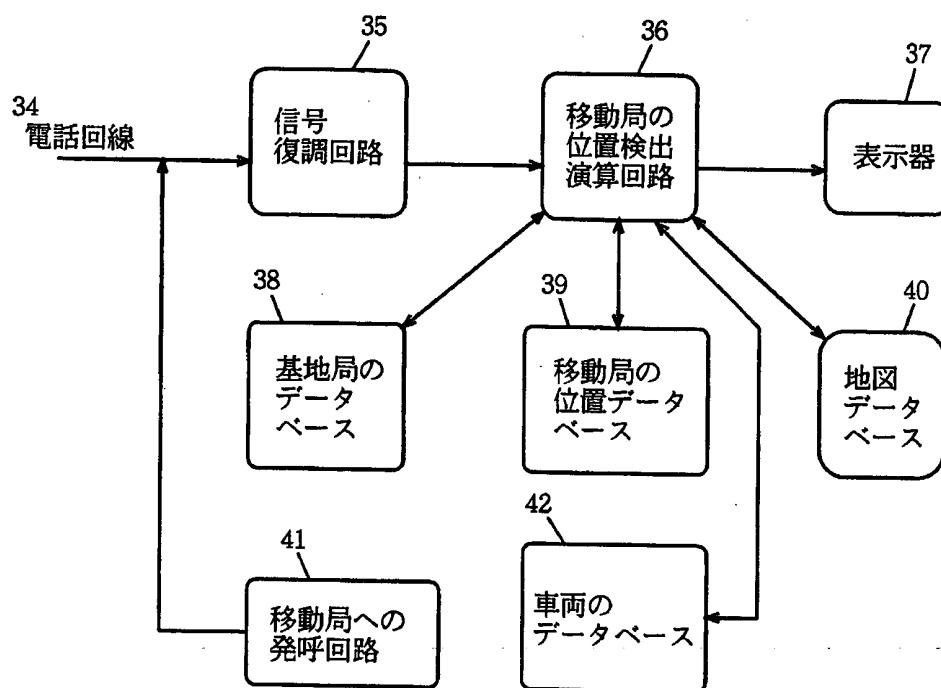 35
36
37
34
電話回線
信号
復調回路
移動局の
位置検出
演算回路
表示器
38
39
40
基地局の
データ
ベース
移動局の
位置データ
ベース
地図
データ
ベース
41
42
移動局への
発呼回路
車両の
データベース